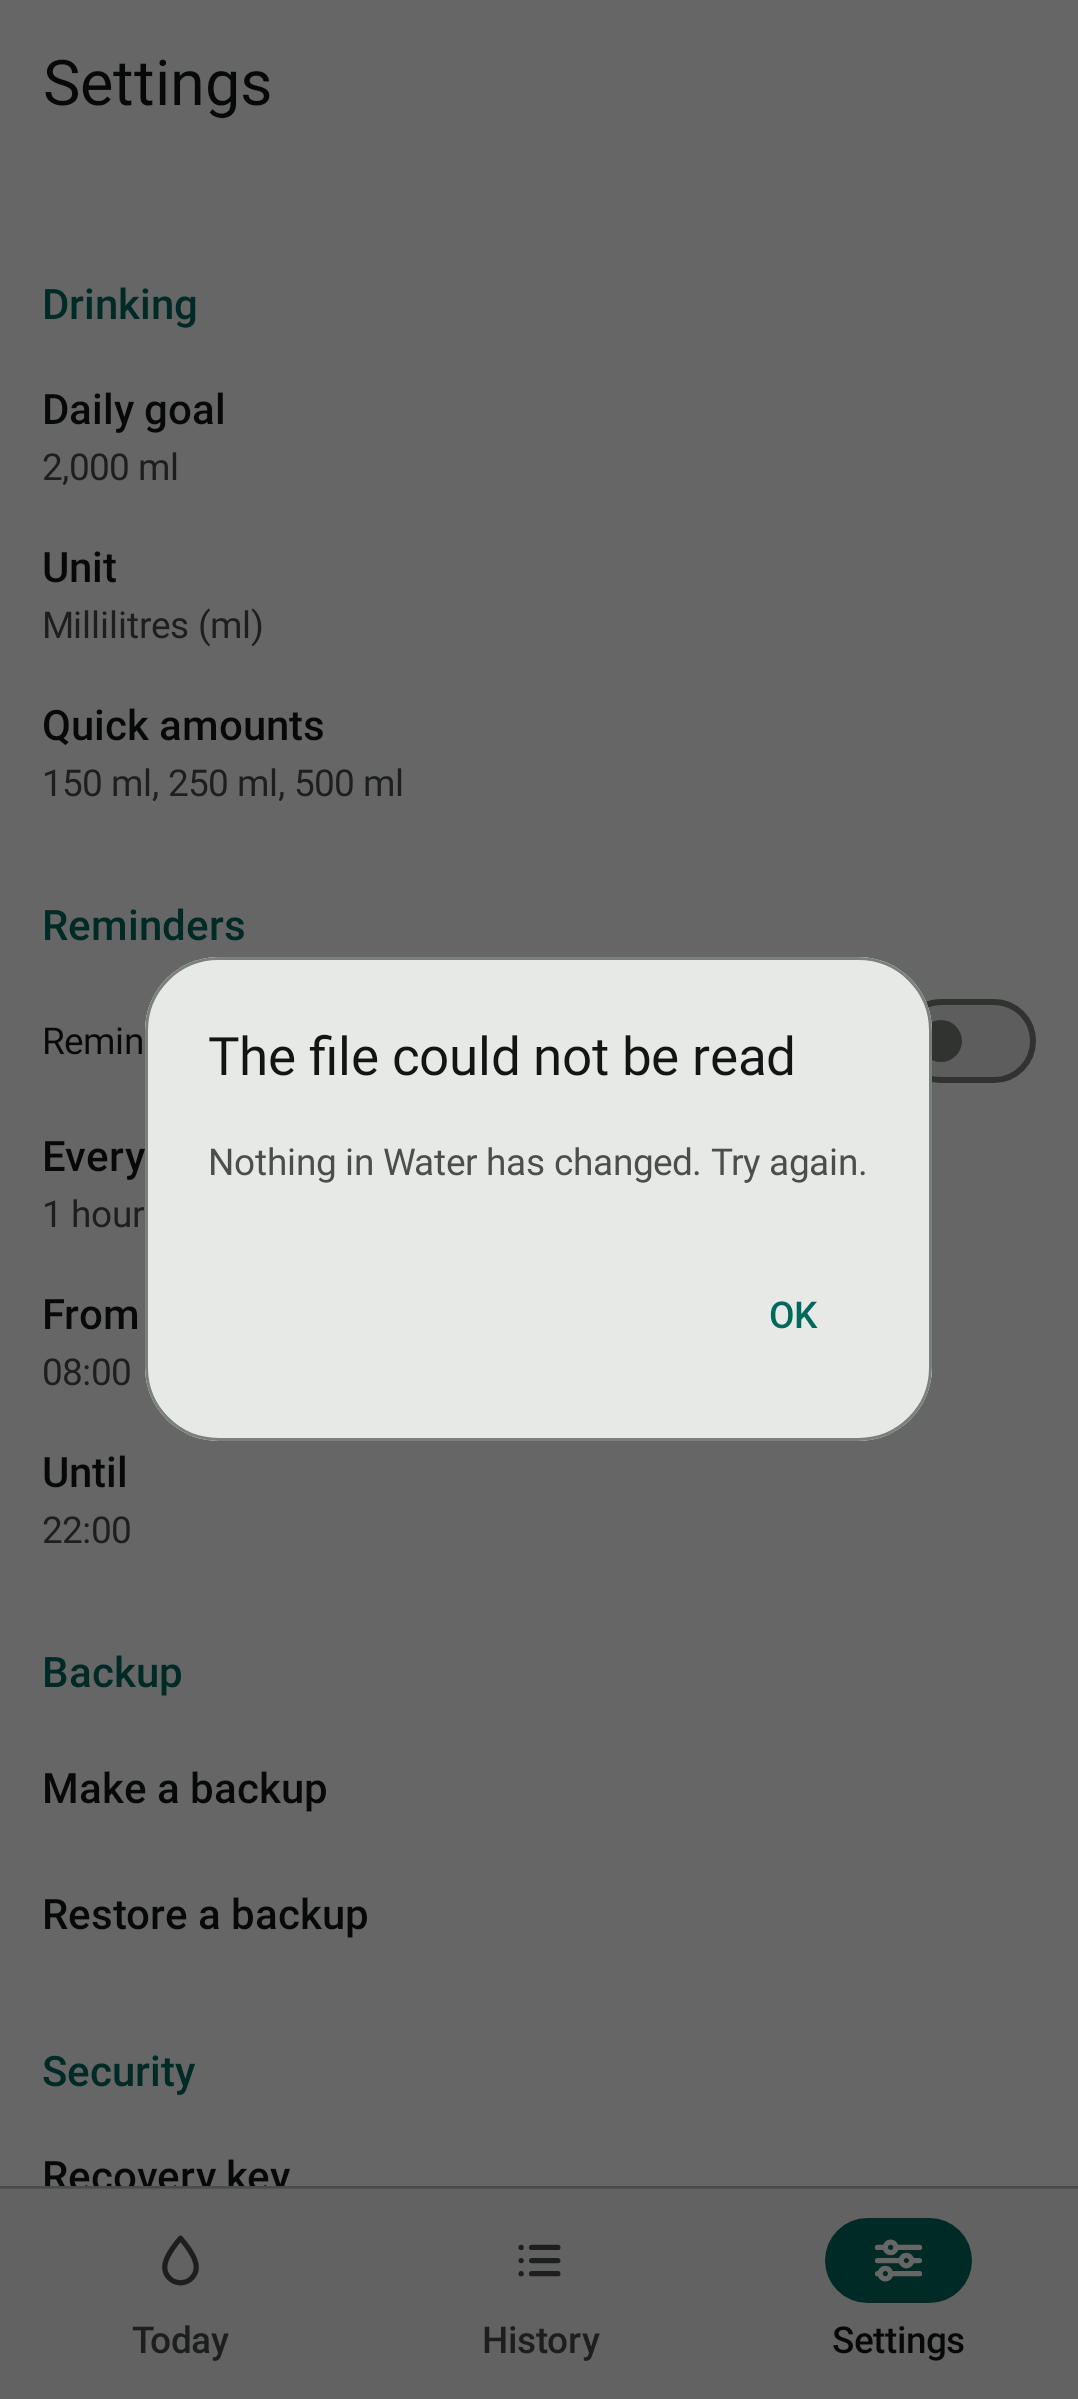 Settings
Drinking
Daily goal
2,000 ml
Unit
Millilitres (ml)
Quick amounts
150 ml, 250 ml, 500 ml
Reminders
Remin
Every
1 hour
From
08:00
Until
22:00
The file could not be read
Nothing in Water has changed. Try again.
OK
Backup
Make a backup
Restore a backup
Security
Recovery key
Today
History
Settings